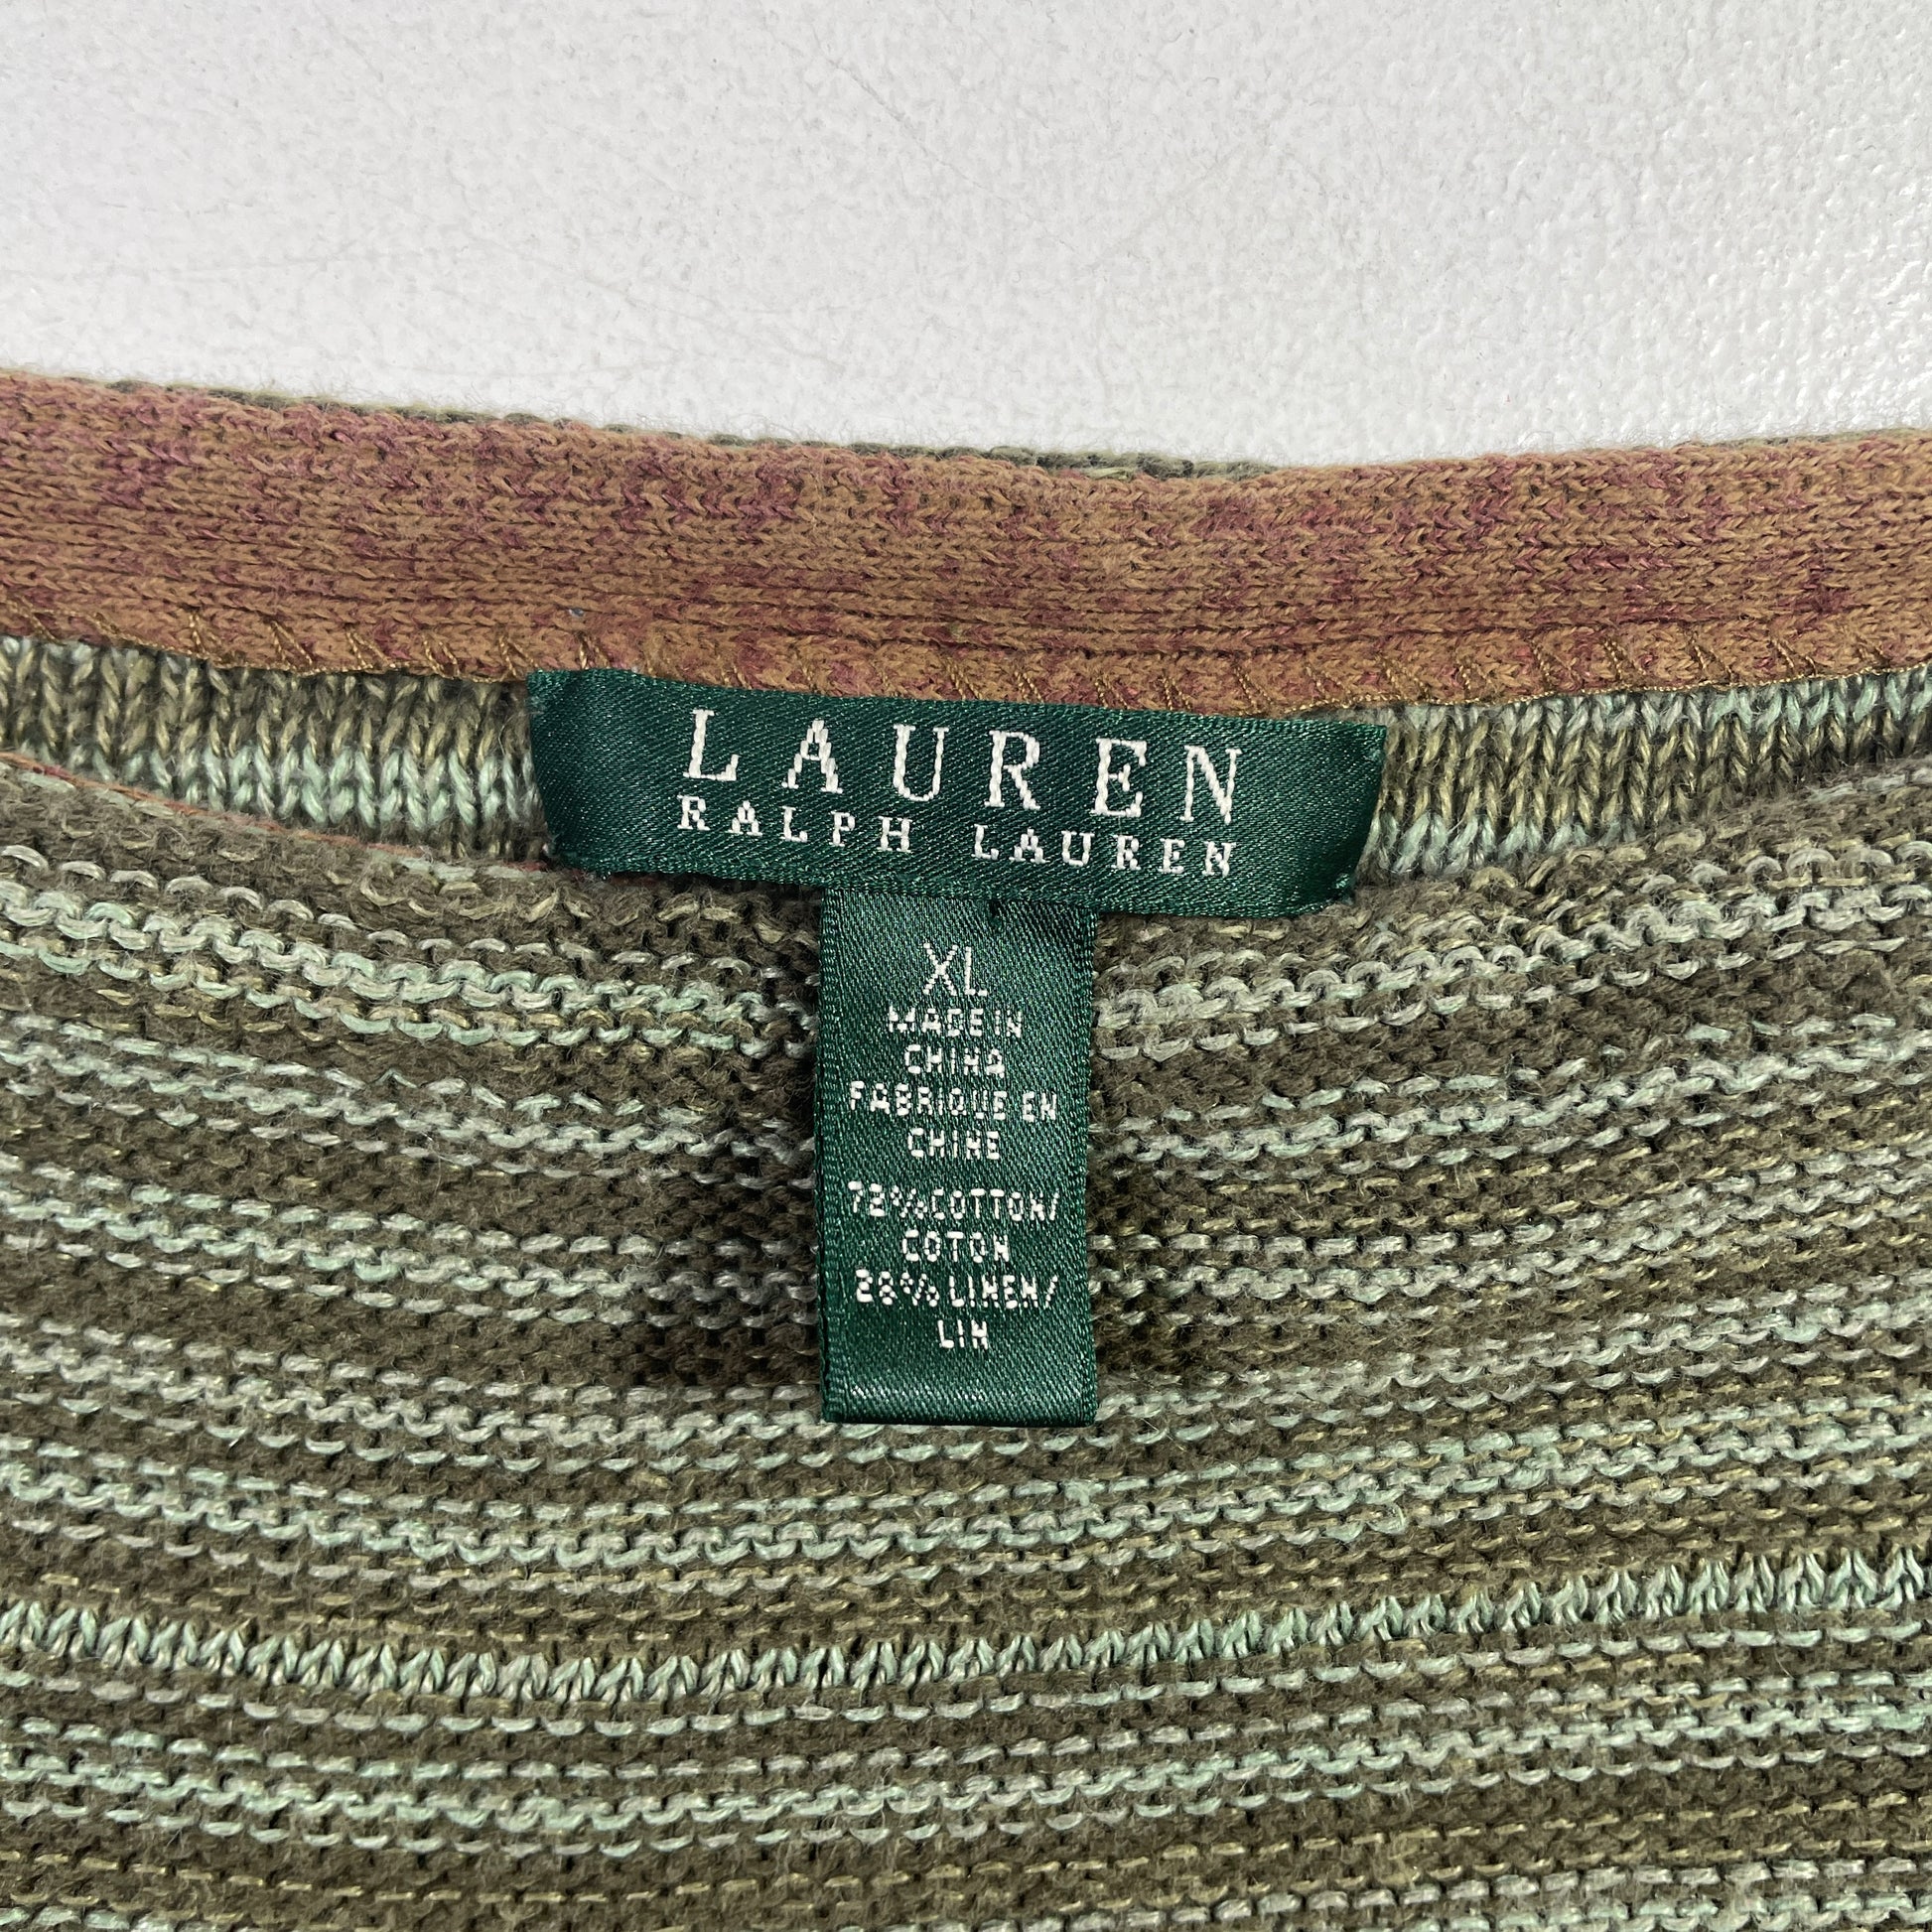 LAUREN
RALPH LAUREN
XL
MADE IN
CHINA
FABRIQUE EN
CHINE
72% COTTON/
COTON
28% LINEN/
LIN